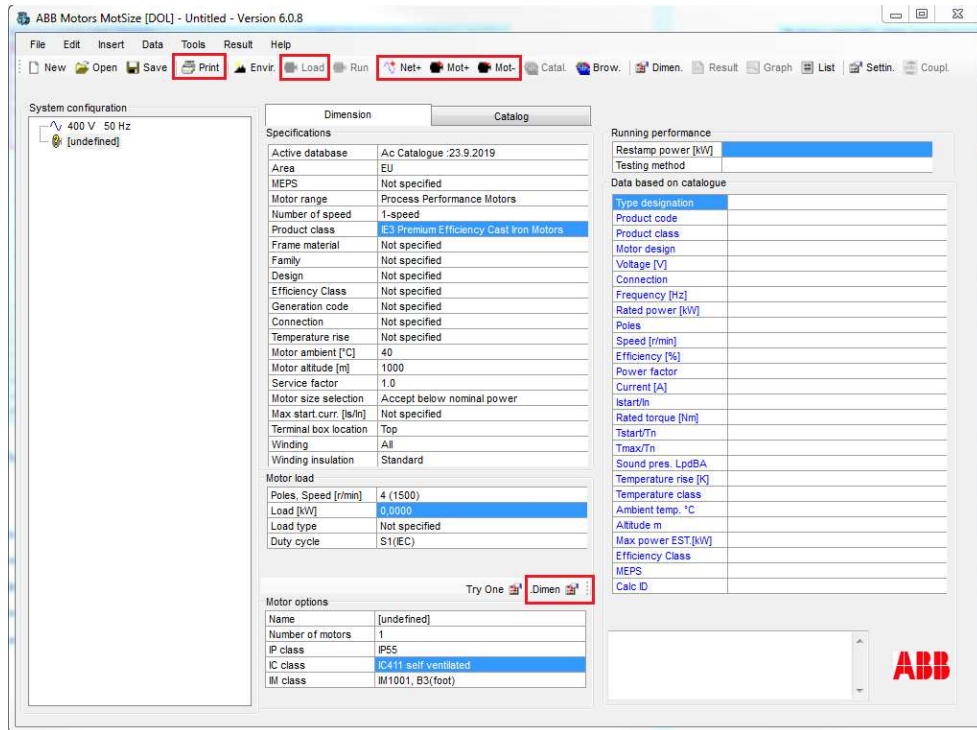 ABB Motors MotSize [DOL] - Untitled - Version 6.0.8
File Edit Insert Data Tools Result Help
New Open Save Print Envir. Load Run Net+ Mot+ Mot- Catal. Brow. Dimen. Result Graph List Settin. Coupl.
System configuration
400 V 50 Hz
[undefined]
Dimension Catalog
Specifications
Active database Ac Catalogue :23.9.2019
Area EU
MEPS Not specified
Motor range Process Performance Motors
Number of speed 1-speed
Product class IE3 Premium Efficiency Cast Iron Motors
Frame material Not specified
Family Not specified
Design Not specified
Efficiency Class Not specified
Generation code Not specified
Connection Not specified
Temperature rise Not specified
Motor ambient [°C] 40
Motor altitude [m] 1000
Service factor 1.0
Motor size selection Accept below nominal power
Max start.curr. [Is/In] Not specified
Terminal box location Top
Winding All
Winding insulation Standard
Motor load
Poles, Speed [r/min] 4 (1500)
Load [kW] 0,0000
Load type Not specified
Duty cycle S1(IEC)
Try One .Dimen
Motor options
Name [undefined]
Number of motors 1
IP class IP55
IC class IC411 self ventilated
IM class IM1001, B3(foot)
Running performance
Restamp power [kW]
Testing method
Data based on catalogue
Type designation
Product code
Product class
Motor design
Voltage [V]
Connection
Frequency [Hz]
Rated power [kW]
Poles
Speed [r/min]
Efficiency [%]
Power factor
Current [A]
Istart/In
Rated torque [Nm]
Tstart/Tn
Tmax/Tn
Sound pres. LpdBA
Temperature rise [K]
Temperature class
Ambient temp. °C
Altitude m
Max power EST.[kW]
Efficiency Class
MEPS
Calc ID
ABB